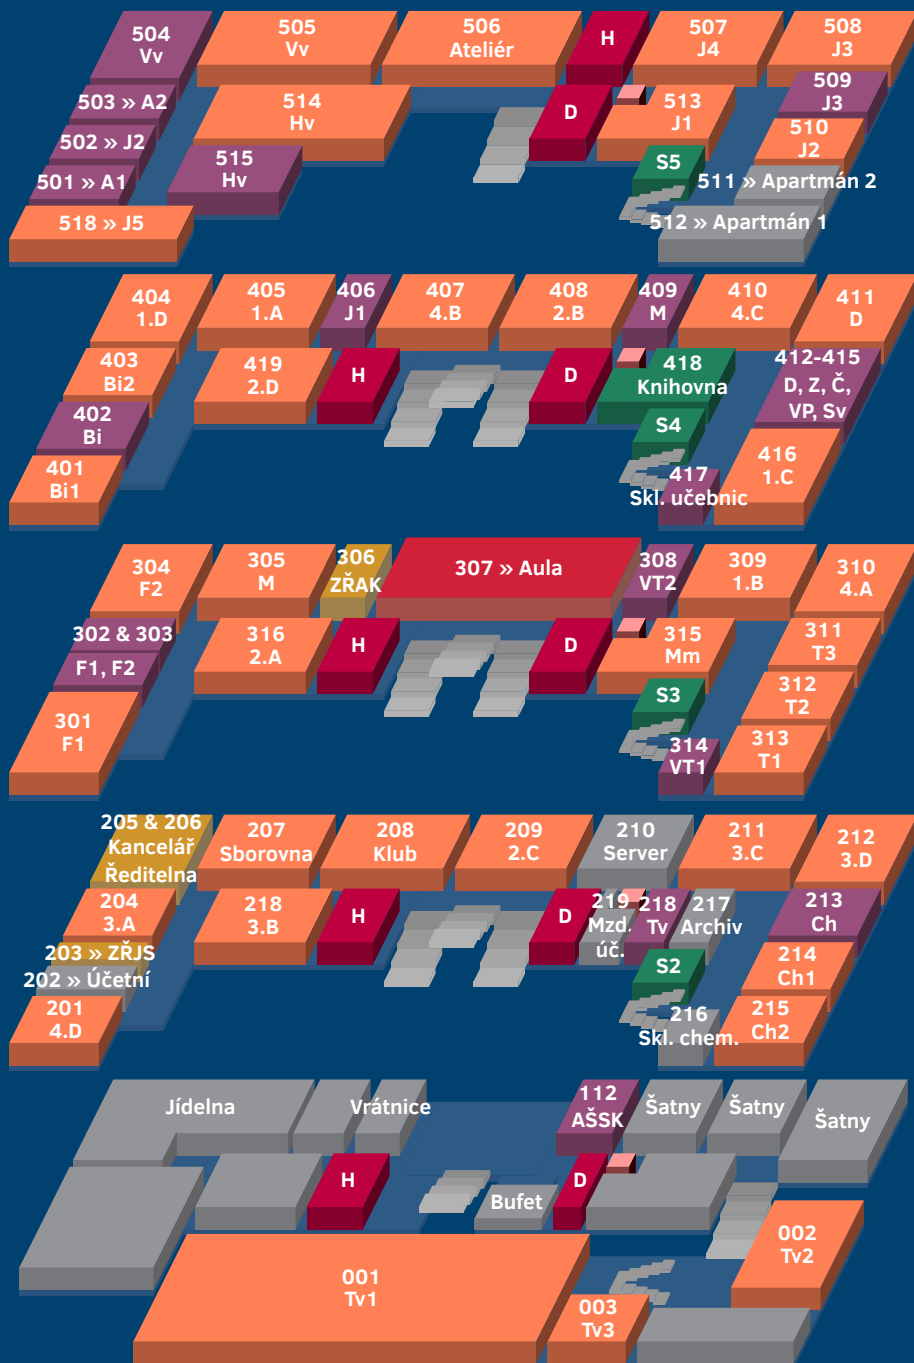 504
Vv
505
Vv
506
Ateliér
H
507
J4
508
J3
503 » A2
514
Hv
D
513
J1
509
J3
502 » J2
515
Hv
S5
510
J2
501 » A1
511 » Apartmán 2
518 » J5
512 » Apartmán 1
404
1.D
405
1.A
406
J1
407
4.B
408
2.B
409
M
410
4.C
411
D
403
Bi2
419
2.D
H
D
418
Knihovna
412-415
D, Z, Č,
VP, Sv
402
Bi
S4
401
Bi1
417
Skl. učebnic
416
1.C
304
F2
305
M
306
ZŘAK
307 » Aula
308
VT2
309
1.B
310
4.A
302 & 303
F1, F2
316
2.A
H
D
315
Mm
311
T3
301
F1
S3
312
T2
314
VT1
313
T1
205 & 206
Kancelář
Ředitelna
207
Sborovna
208
Klub
209
2.C
210
Server
211
3.C
212
3.D
204
3.A
218
3.B
H
D
219
Mzd.
úč.
218
Tv
217
Archiv
213
Ch
203 » ZŘJS
202 » Účetní
S2
214
Ch1
201
4.D
216
Skl. chem.
215
Ch2
Jídelna
Vrátnice
112
AŠSK
Šatny
Šatny
Šatny
H
Bufet
D
001
Tv1
002
Tv2
003
Tv3